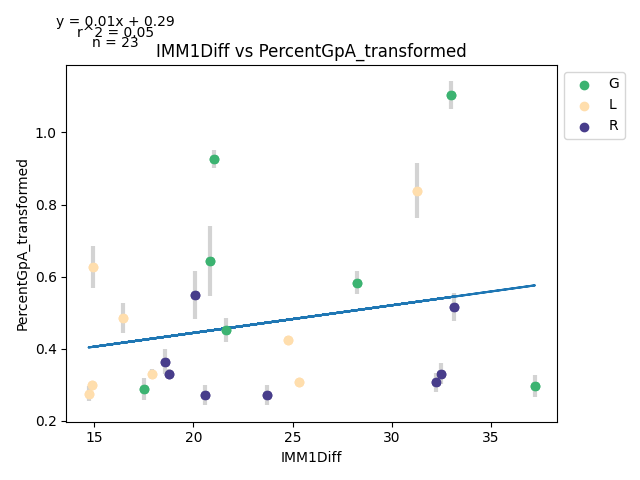 y = 0.01x + 0.29
r^2 = 0.05
n = 23
IMM1Diff vs PercentGpA_transformed
G
L
R
PercentGpA_transformed
1.0
0.8
0.6
0.4
0.2
15 20 25 30 35
IMM1Diff